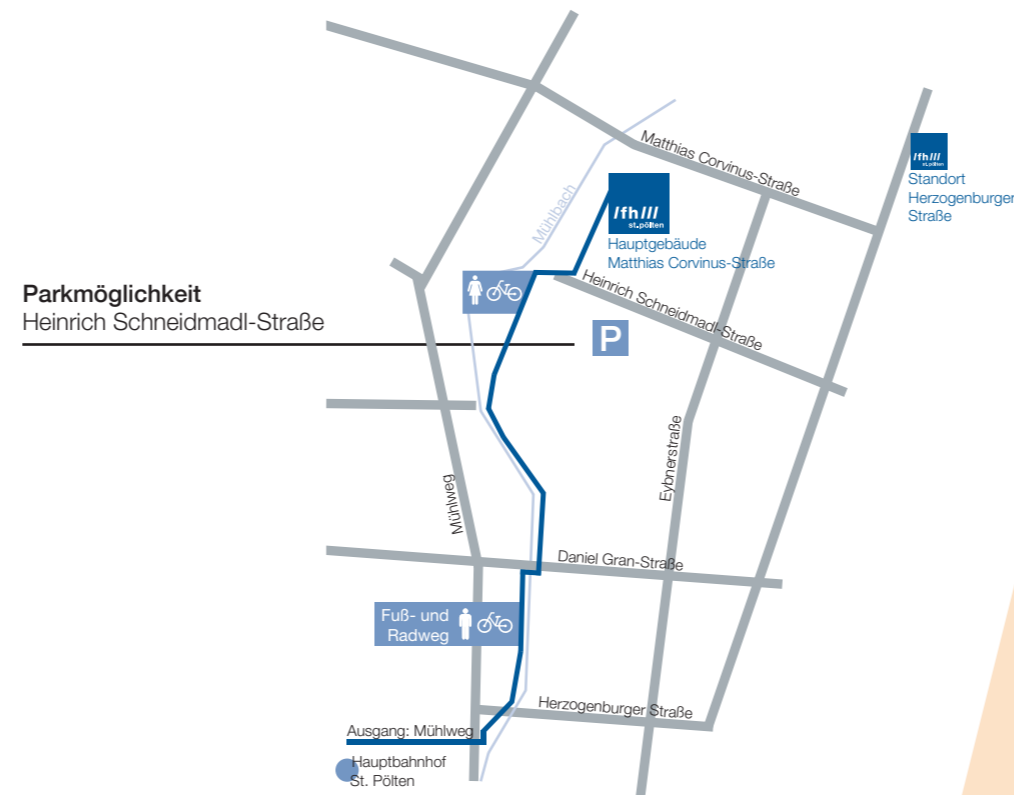 Matthias Corvinus-Straße
/fh///
st.pölten
Standort
Herzogenburger
Straße
Mühlbach
/fh///
st.pölten
Hauptgebäude
Matthias Corvinus-Straße
Parkmöglichkeit
Heinrich Schneidmadl-Straße
Heinrich Schneidmadl-Straße
P
Eybnerstraße
Mühlweg
Daniel Gran-Straße
Fuß- und
Radweg
Herzogenburger Straße
Ausgang: Mühlweg
Hauptbahnhof
St. Pölten